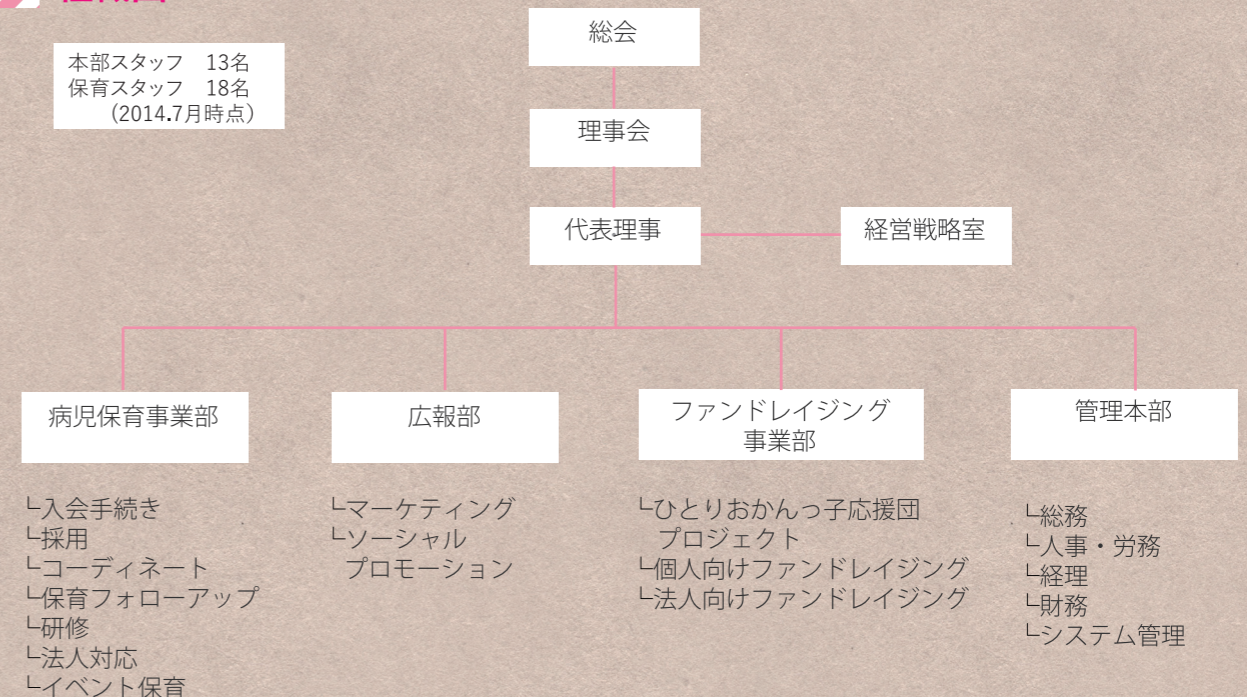 本部スタッフ 13名
保育スタッフ 18名
(2014.7月時点)
総会
理事会
代表理事
経営戦略室
病児保育事業部
└入会手続き
└採用
└コーディネート
└保育フォローアップ
└研修
└法人対応
└イベント保育
広報部
└マーケティング
└ソーシャル
プロモーション
ファンドレイジング
事業部
└ひとりおかんっ子応援団
プロジェクト
└個人向けファンドレイジング
└法人向けファンドレイジング
管理本部
└総務
└人事・労務
└経理
└財務
└システム管理